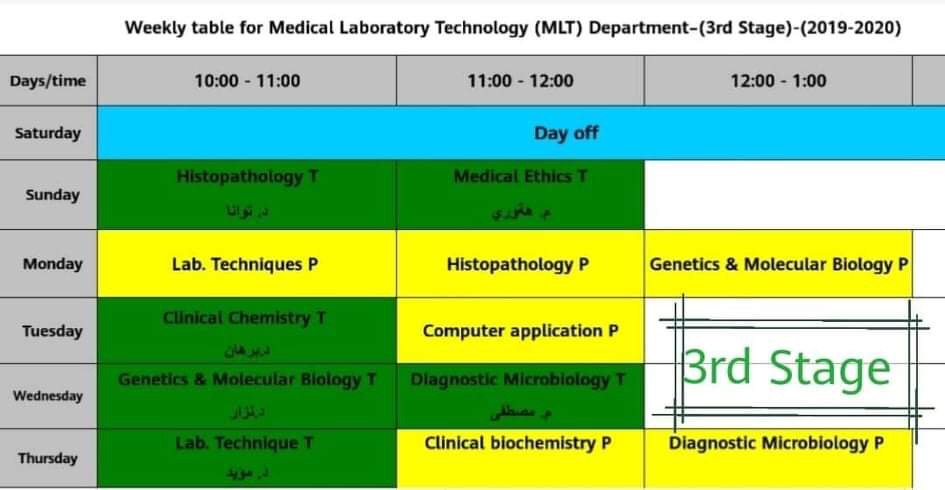 Weekly table for Medical Laboratory Technology (MLT) Department-(3rd Stage)-(2019-2020)
Days/time 10:00 - 11:00 11:00 - 12:00 12:00 - 1:00
Saturday Day off
Sunday Histopathology T Medical Ethics T
د. توانا م. هەوري
Monday Lab. Techniques P Histopathology P Genetics & Molecular Biology P
Tuesday Clinical Chemistry T Computer application P
د.برهان
3rd Stage
Wednesday Genetics & Molecular Biology T Diagnostic Microbiology T
د.نزار م. مصطفى
Thursday Lab. Technique T Clinical biochemistry P Diagnostic Microbiology P
د. مؤيد